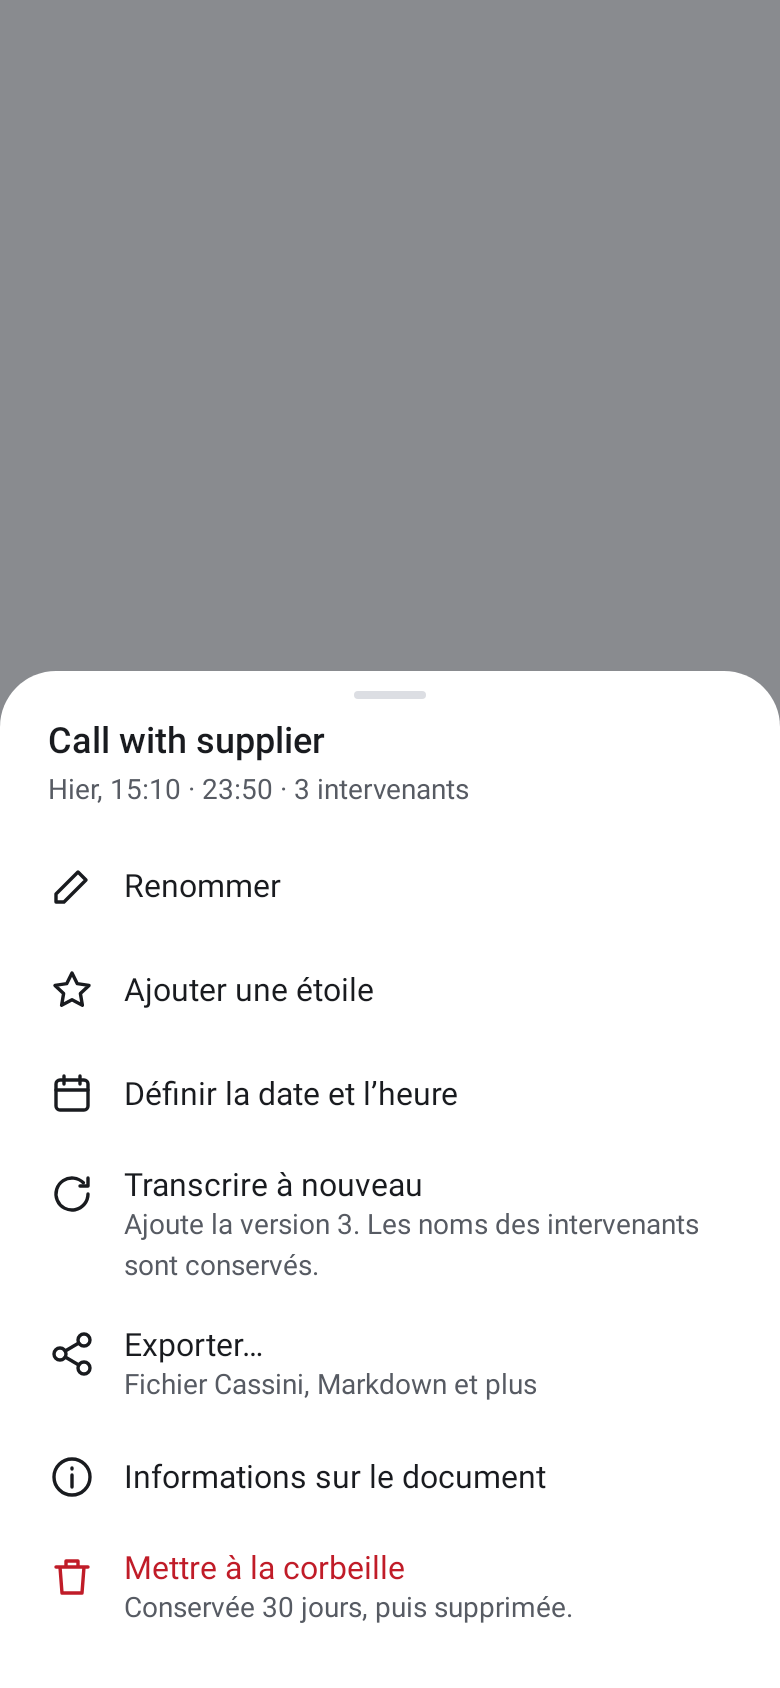 Call with supplier
Hier, 15:10 · 23:50 · 3 intervenants
Renommer
Ajouter une étoile
Définir la date et l’heure
Transcrire à nouveau
Ajoute la version 3. Les noms des intervenants
sont conservés.
Exporter…
Fichier Cassini, Markdown et plus
Informations sur le document
Mettre à la corbeille
Conservée 30 jours, puis supprimée.